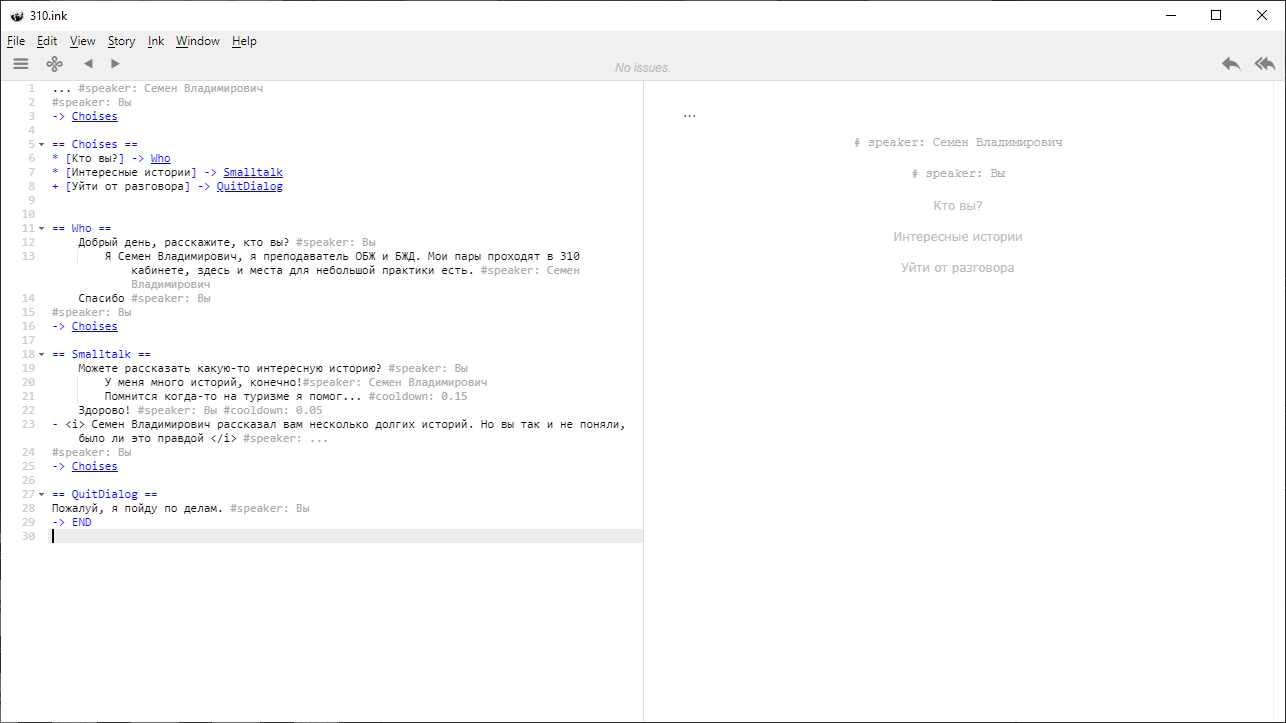 310.ink
File Edit View Story Ink Window Help
No issues.
1 ... #speaker: Семен Владимирович
2 #speaker: Вы
3 -> Choises
4
5 == Choises ==
6 * [Кто вы?] -> Who
7 * [Интересные истории] -> Smalltalk
8 + [Уйти от разговора] -> QuitDialog
9
10
11 == Who ==
12 Добрый день, расскажите, кто вы? #speaker: Вы
13 Я Семен Владимирович, я преподаватель ОБЖ и БЖД. Мои пары проходят в 310
кабинете, здесь и места для небольшой практики есть. #speaker: Семен
Владимирович
14 Спасибо #speaker: Вы
15 #speaker: Вы
16 -> Choises
17
18 == Smalltalk ==
19 Можете рассказать какую-то интересную историю? #speaker: Вы
20 У меня много историй, конечно!#speaker: Семен Владимирович
21 Помнится когда-то на туризме я помог... #cooldown: 0.15
22 Здорово! #speaker: Вы #cooldown: 0.05
23 - <i> Семен Владимирович рассказал вам несколько долгих историй. Но вы так и не поняли,
было ли это правдой </i> #speaker: ...
24 #speaker: Вы
25 -> Choises
26
27 == QuitDialog ==
28 Пожалуй, я пойду по делам. #speaker: Вы
29 -> END
30
...
# speaker: Семен Владимирович
# speaker: Вы
Кто вы?
Интересные истории
Уйти от разговора